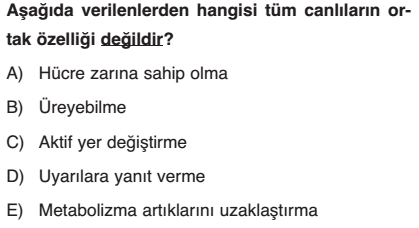 Aşağıda verilenlerden hangisi tüm canlıların or-
tak özelliği değildir?
A) Hücre zarına sahip olma
B) Üreyebilme
C) Aktif yer değiştirme
D) Uyarılara yanıt verme
E) Metabolizma artıklarını uzaklaştırma